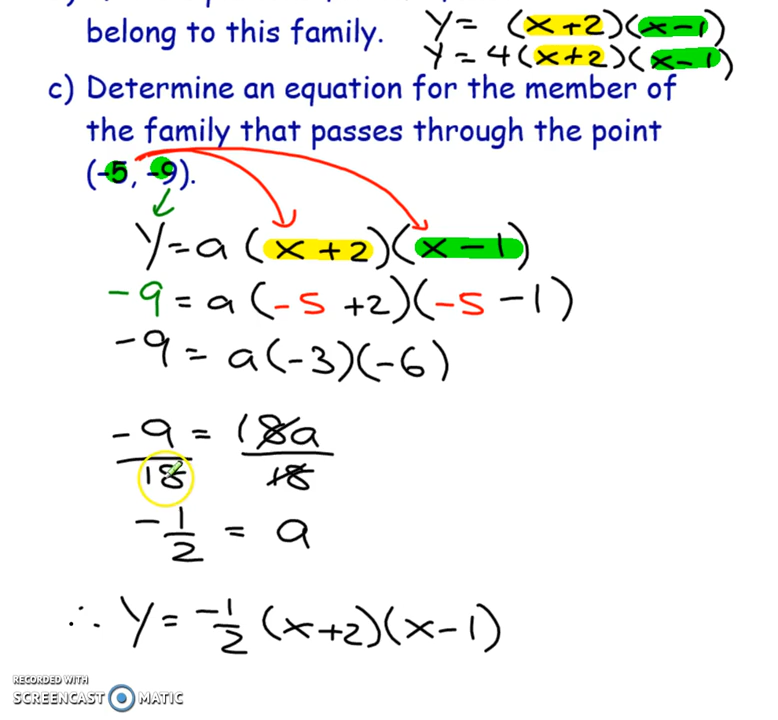 belong to this family.
y = (x+2)(x-1)
y = 4(x+2)(x-1)
c) Determine an equation for the member of
the family that passes through the point
(-5, -9).
y = a(x+2)(x-1)
-9 = a(-5+2)(-5-1)
-9 = a(-3)(-6)
-9 = 18a
18 18
-1/2 = a
∴ y = -1/2 (x+2)(x-1)
RECORDED WITH
SCREENCAST MATIC